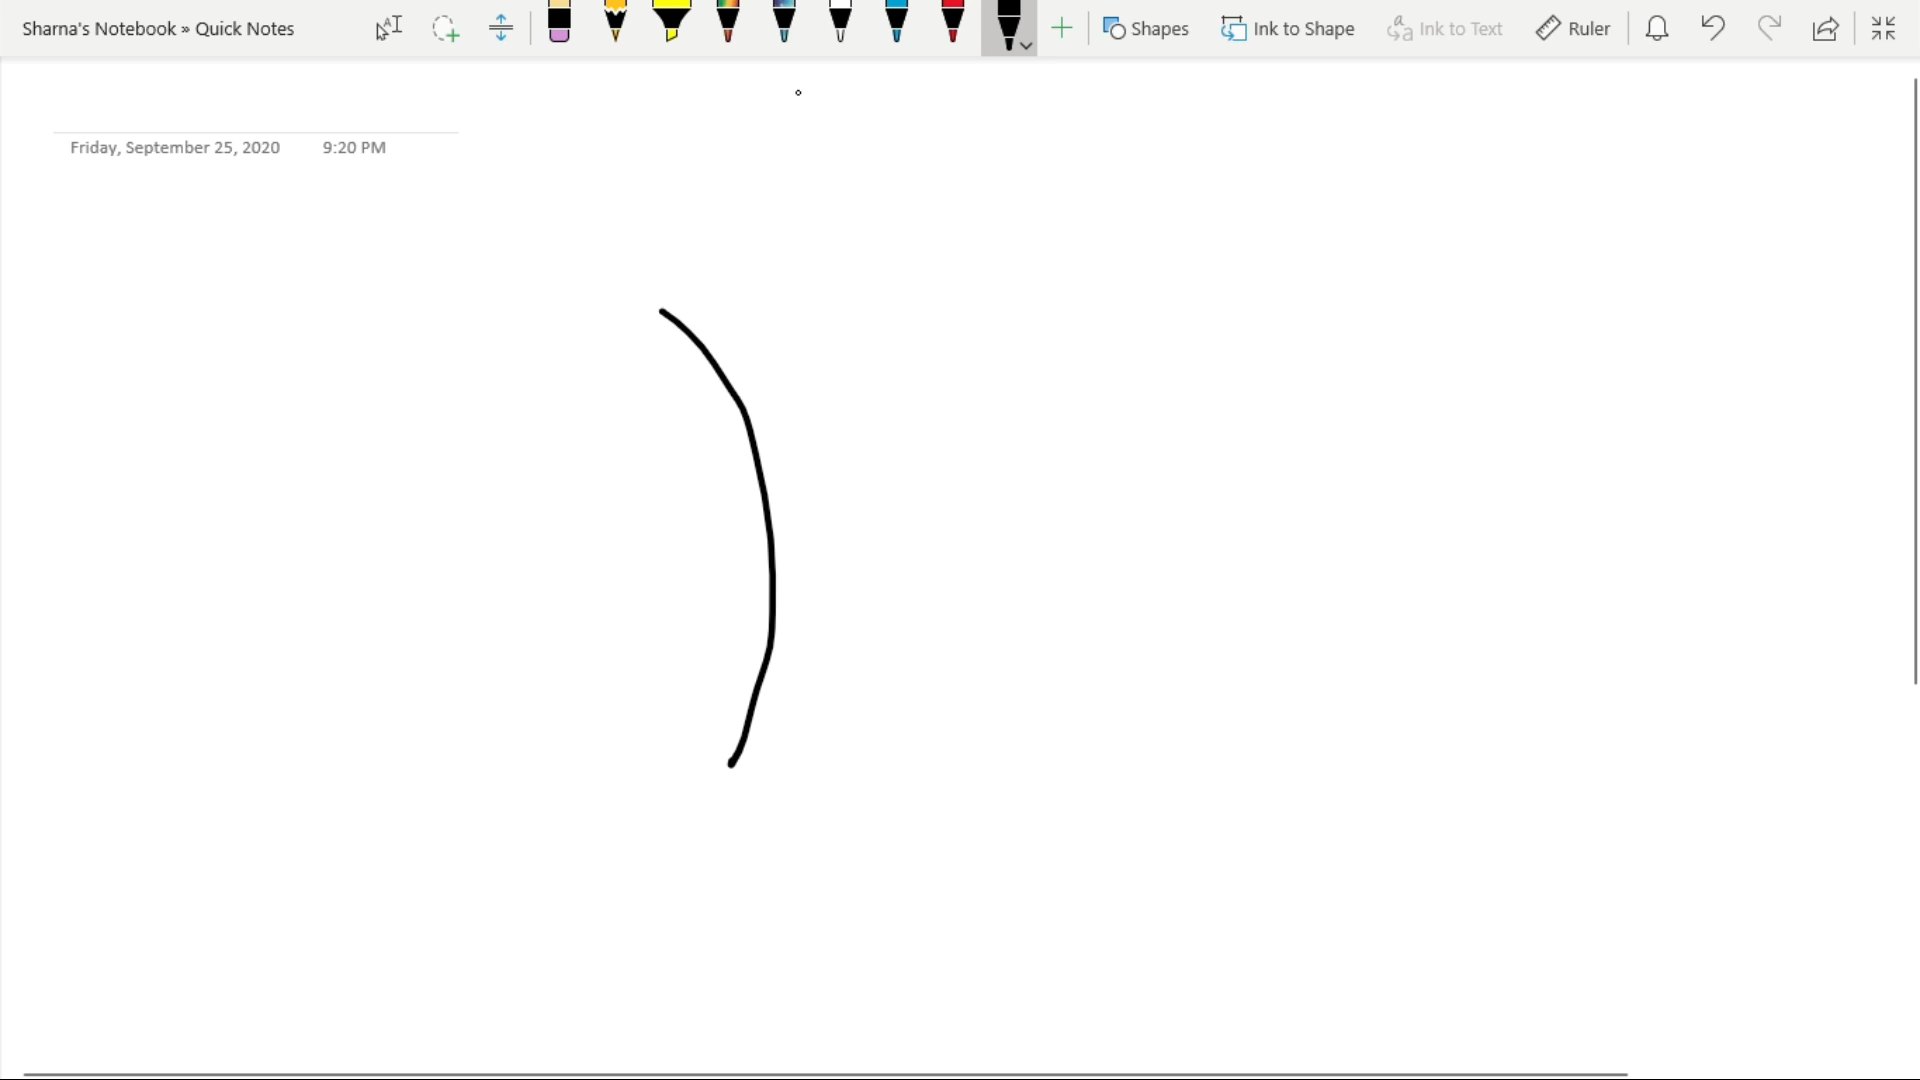 Sharna's Notebook » Quick Notes
Shapes
Ink to Shape
Ink to Text
Ruler
Friday, September 25, 2020 9:20 PM